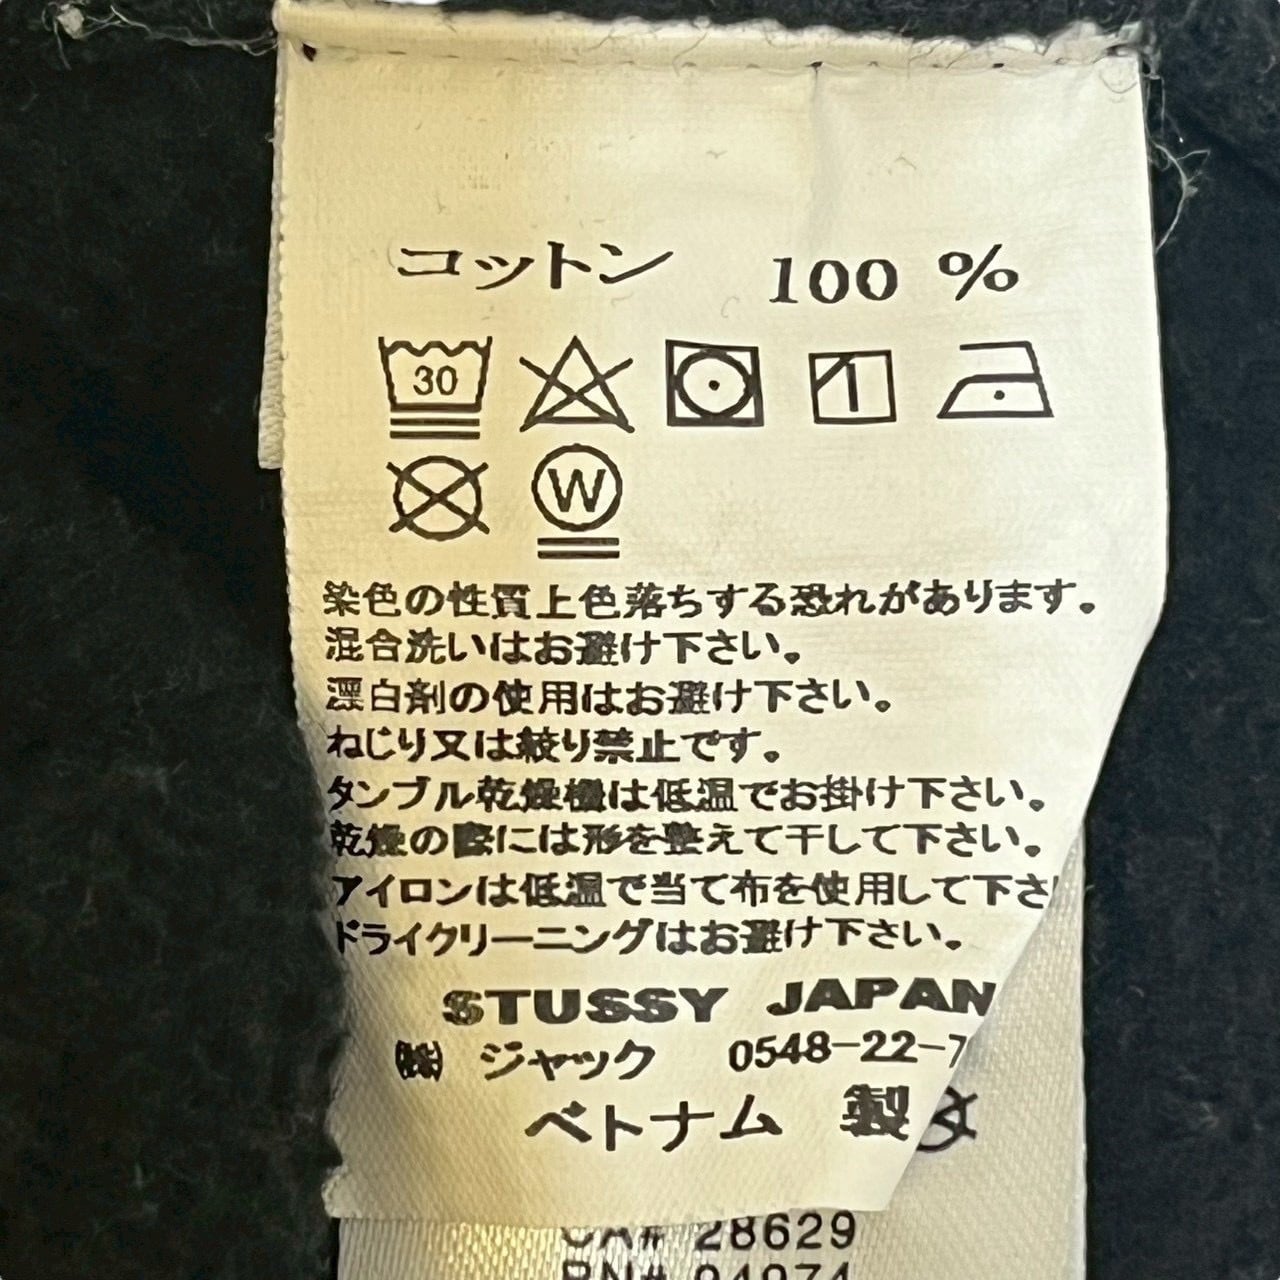 コットン 100 %
30
W
染色の性質上色落ちする恐れがあります。
混合洗いはお避け下さい。
漂白剤の使用はお避け下さい。
ねじり又は絞り禁止です。
タンブル乾燥機は低温でお掛け下さい。
乾燥の際には形を整えて干して下さい。
アイロンは低温で当て布を使用して下さ
ドライクリーニングはお避け下さい。
STUSSY JAPAN
㈱ ジャック 0548-22-7
ベトナム 製
CA# 28629
RN# 94974